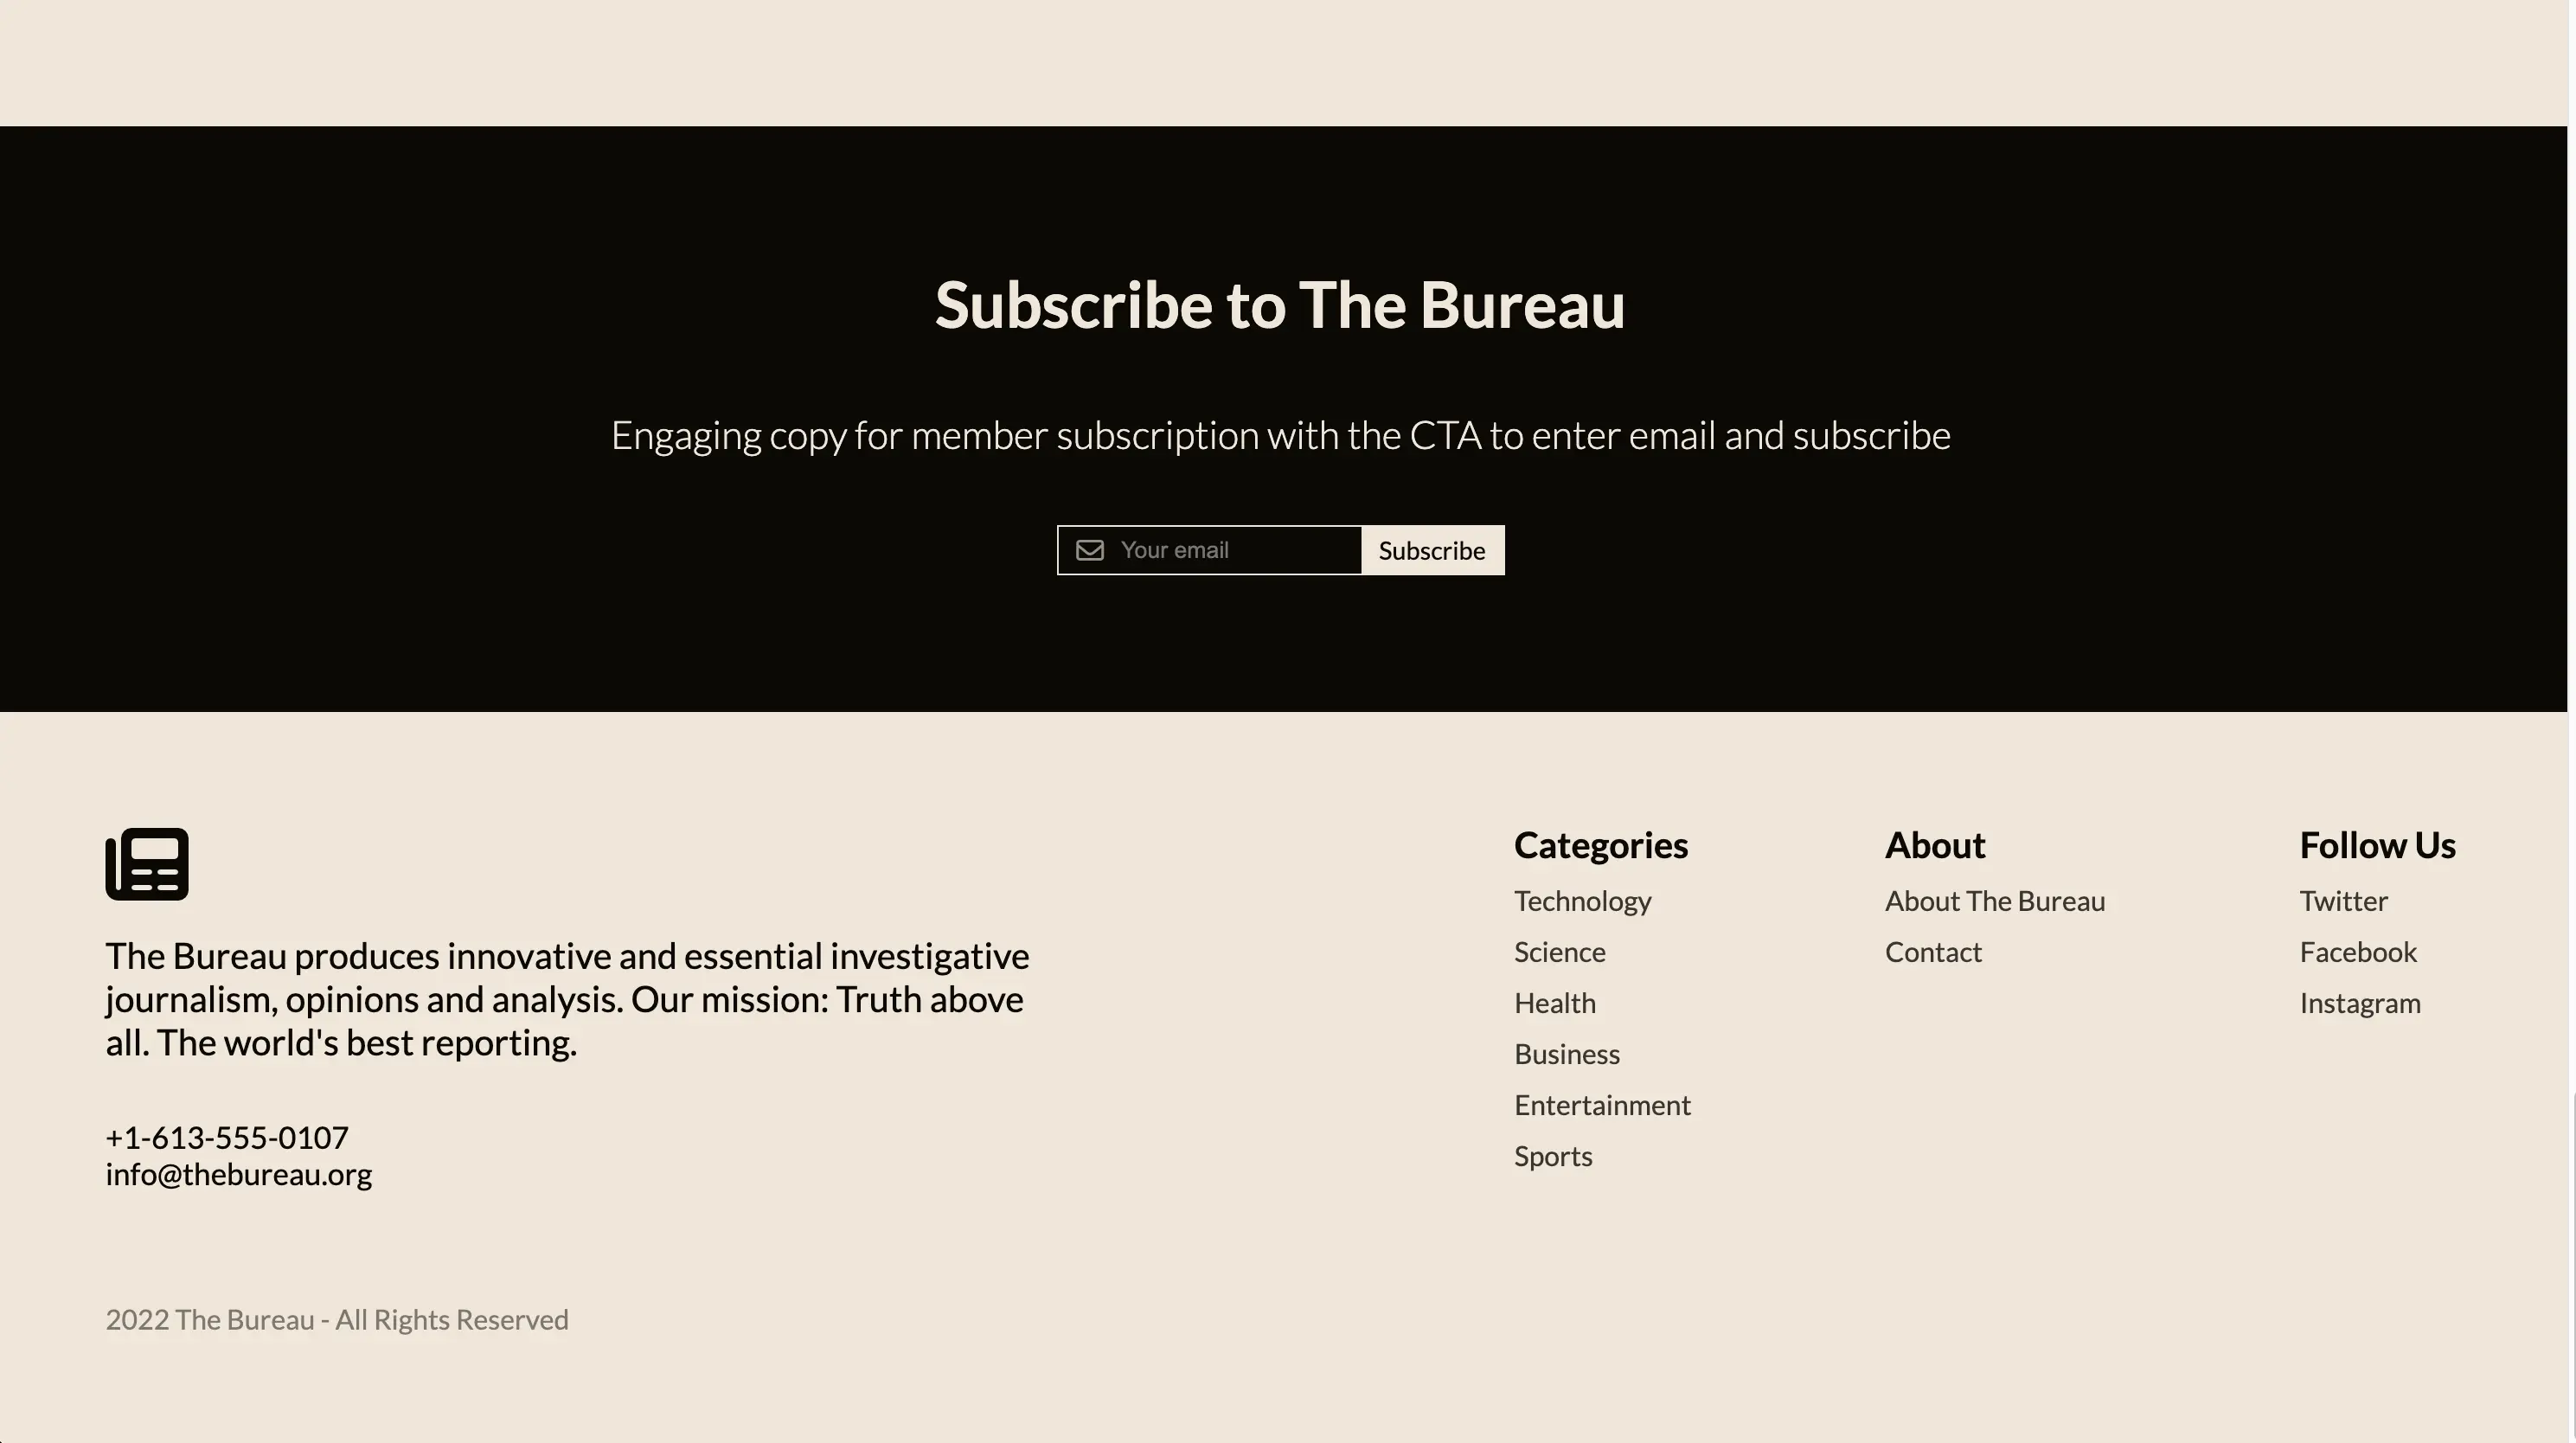 Subscribe to The Bureau
Engaging copy for member subscription with the CTA to enter email and subscribe
Your email
Subscribe
The Bureau produces innovative and essential investigative
journalism, opinions and analysis. Our mission: Truth above
all. The world's best reporting.
+1-613-555-0107
info@thebureau.org
Categories
Technology
Science
Health
Business
Entertainment
Sports
About
About The Bureau
Contact
Follow Us
Twitter
Facebook
Instagram
2022 The Bureau - All Rights Reserved